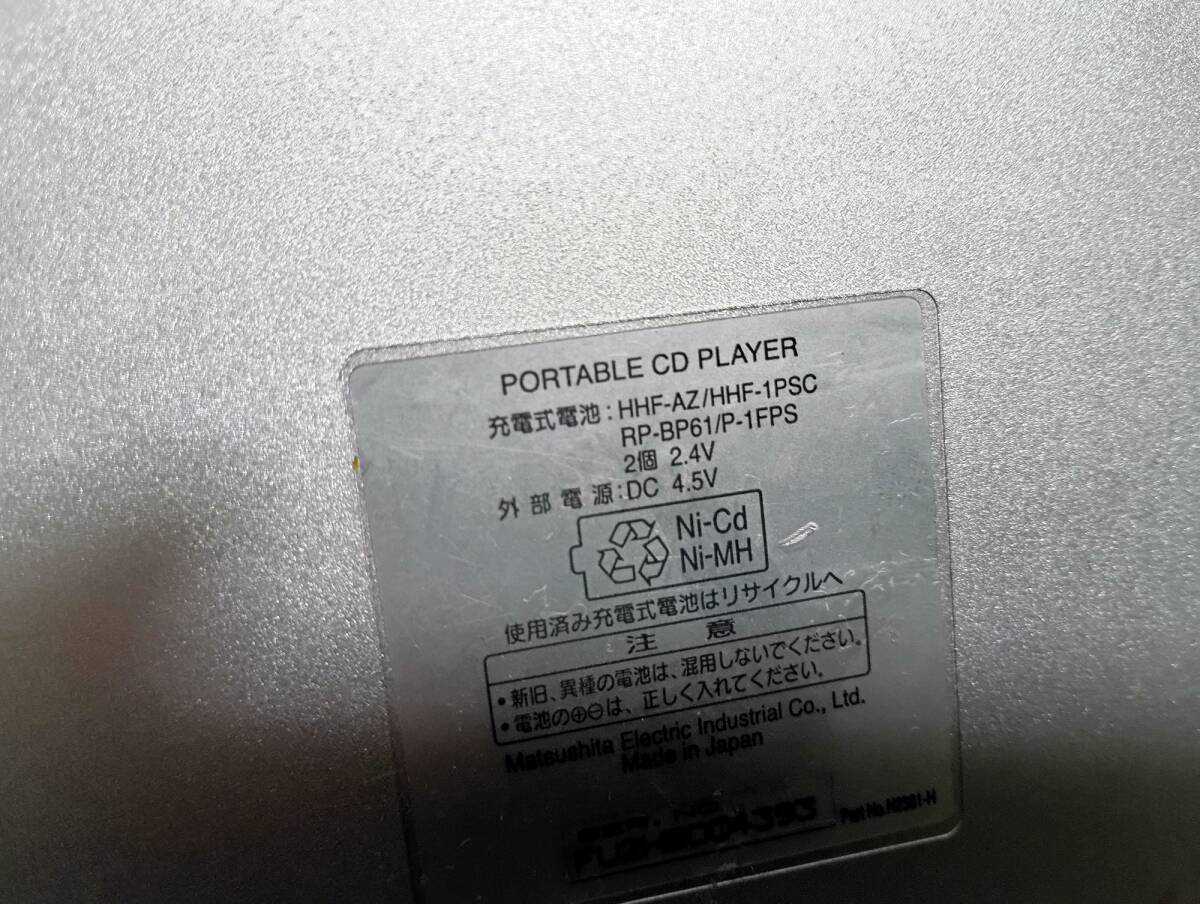 PORTABLE CD PLAYER
充電式電池:HHF-AZ/HHF-1PSC
RP-BP61/P-1FPS
2個 2.4V
外部電源:DC 4.5V
Ni-Cd
Ni-MH
使用済み充電式電池はリサイクルへ
注 意
・新旧、異種の電池は、混用しないでください。
・電池の⊕⊖は、正しく入れてください。
Matsushita Electric Industrial Co., Ltd.
Made in Japan
SER. NO.
Part No.